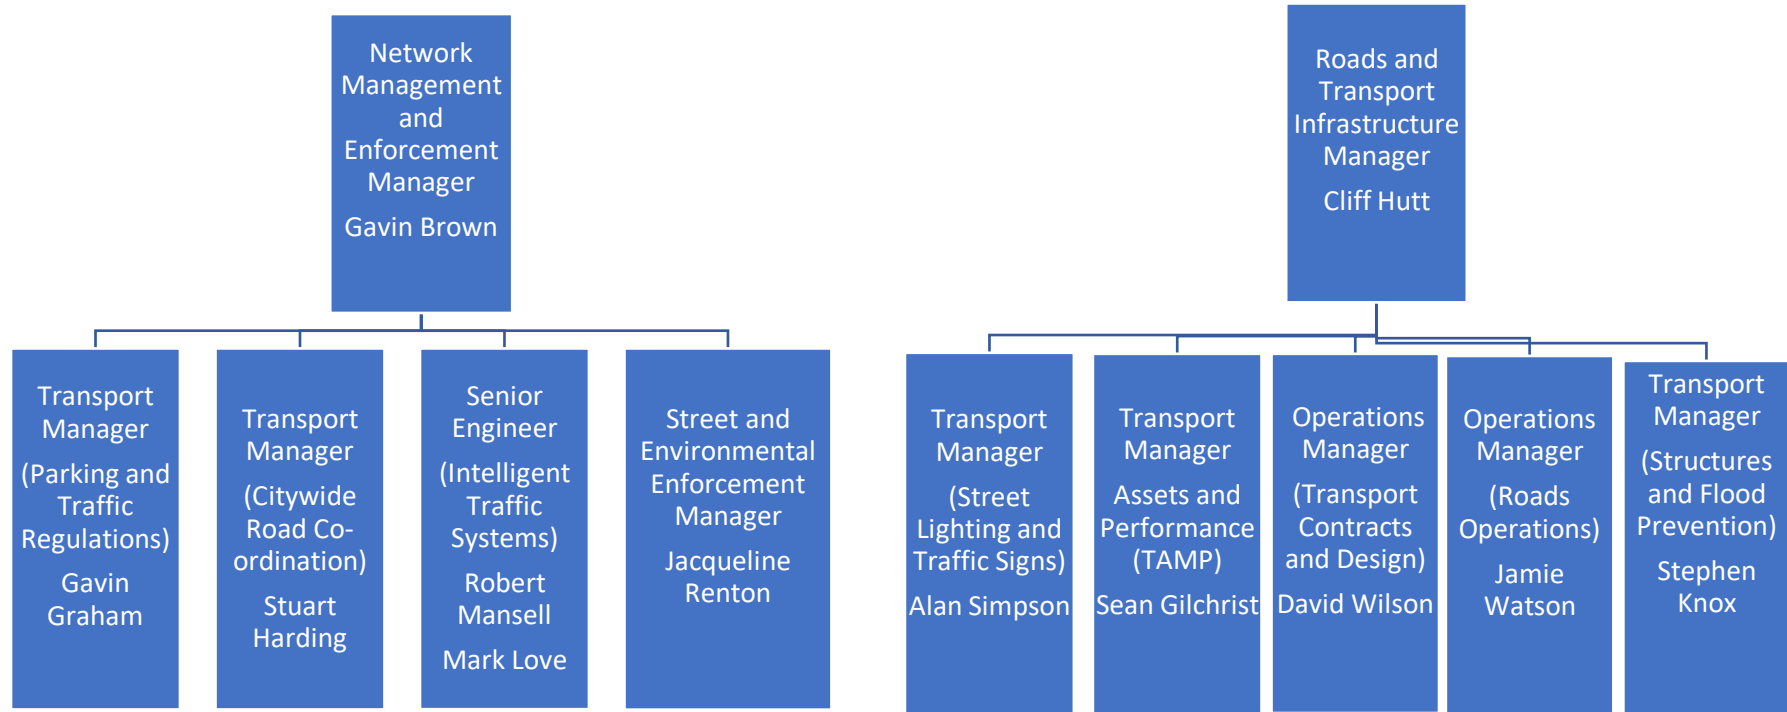 Network
Management
and
Enforcement
Manager
Gavin Brown
Roads and
Transport
Infrastructure
Manager
Cliff Hutt
Transport
Manager
(Parking and
Traffic
Regulations)
Gavin
Graham
Transport
Manager
(Citywide
Road Co-
ordination)
Stuart
Harding
Senior
Engineer
(Intelligent
Traffic
Systems)
Robert
Mansell
Mark Love
Street and
Environmental
Enforcement
Manager
Jacqueline
Renton
Transport
Manager
(Street
Lighting and
Traffic Signs)
Alan Simpson
Transport
Manager
Assets and
Performance
(TAMP)
Sean Gilchrist
Operations
Manager
(Transport
Contracts
and Design)
David Wilson
Operations
Manager
(Roads
Operations)
Jamie
Watson
Transport
Manager
(Structures
and Flood
Prevention)
Stephen
Knox